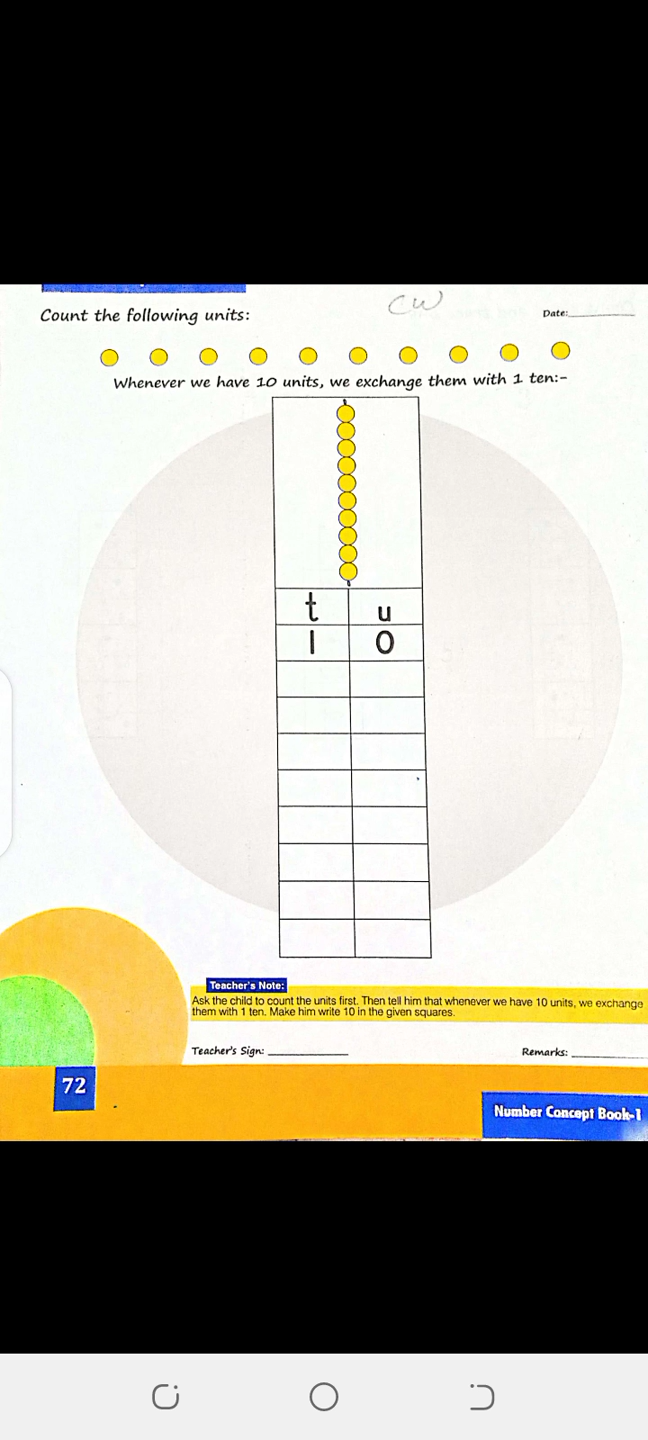 cw
Count the following units:
Date:
Whenever we have 10 units, we exchange them with 1 ten:-
t u
1 0
Teacher's Note:
Ask the child to count the units first. Then tell him that whenever we have 10 units, we exchange
them with 1 ten. Make him write 10 in the given squares.
Teacher's Sign:
Remarks:
72
Number Concept Book-1